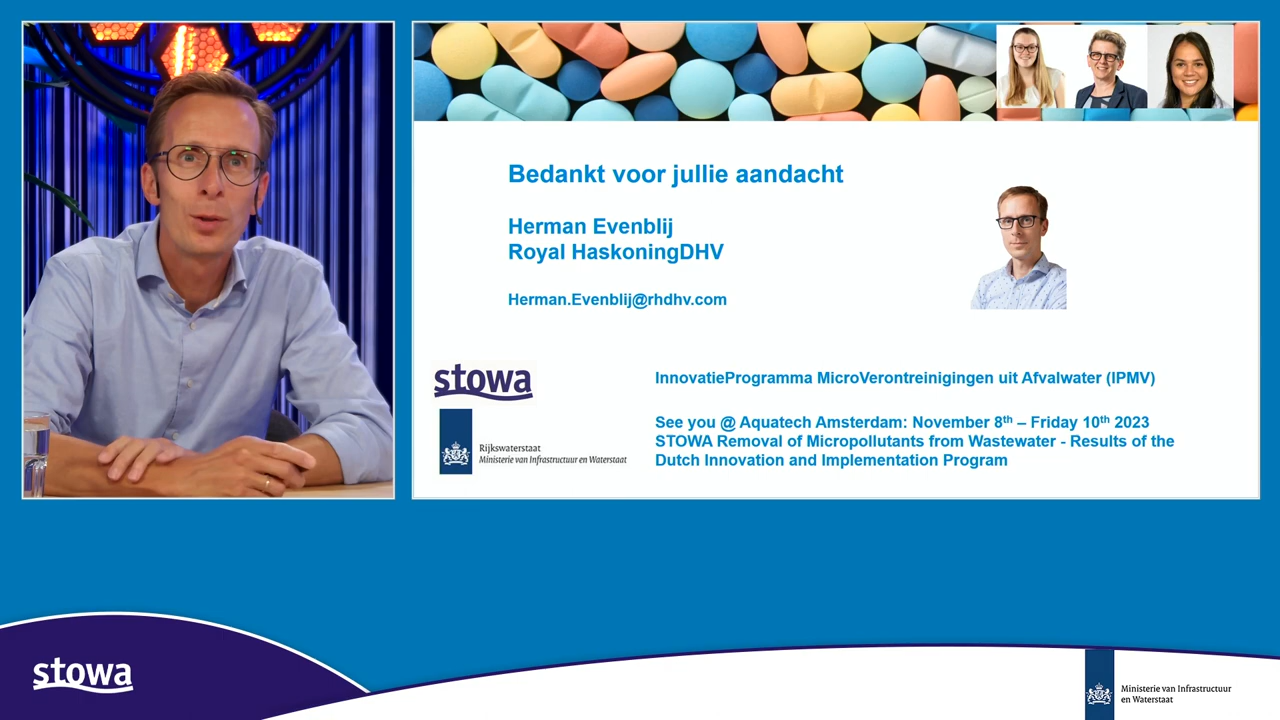 Bedankt voor jullie aandacht
Herman Evenblij
Royal HaskoningDHV
Herman.Evenblij@rhdhv.com
stowa
Rijkswaterstaat
Ministerie van Infrastructuur en Waterstaat
InnovatieProgramma MicroVerontreinigingen uit Afvalwater (IPMV)
See you @ Aquatech Amsterdam: November 8th – Friday 10th 2023
STOWA Removal of Micropollutants from Wastewater - Results of the
Dutch Innovation and Implementation Program
stowa
Ministerie van Infrastructuur
en Waterstaat